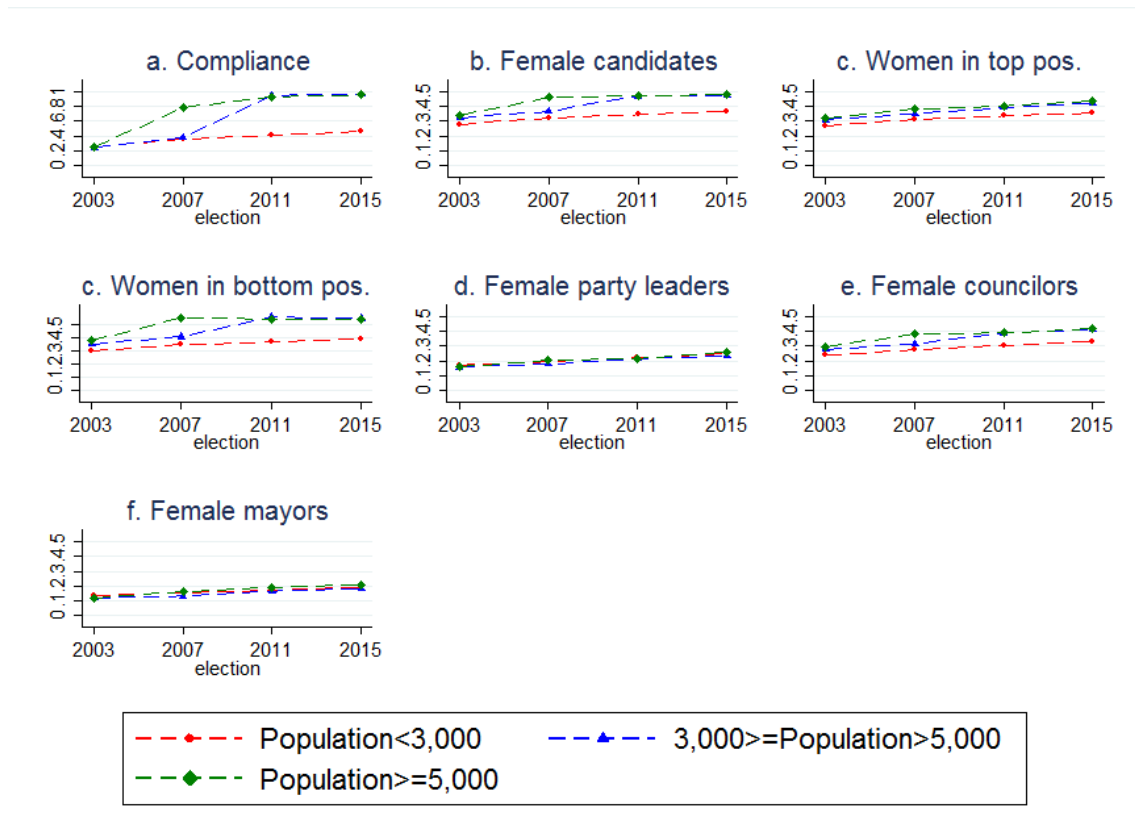 a. Compliance
0.2.4.6.81
2003 2007 2011 2015
election
b. Female candidates
0.1.2.3.4.5
2003 2007 2011 2015
election
c. Women in top pos.
0.1.2.3.4.5
2003 2007 2011 2015
election
c. Women in bottom pos.
0.1.2.3.4.5
2003 2007 2011 2015
election
d. Female party leaders
0.1.2.3.4.5
2003 2007 2011 2015
election
e. Female councilors
0.1.2.3.4.5
2003 2007 2011 2015
election
f. Female mayors
0.1.2.3.4.5
2003 2007 2011 2015
election
Population<3,000 3,000>=Population>5,000
Population>=5,000